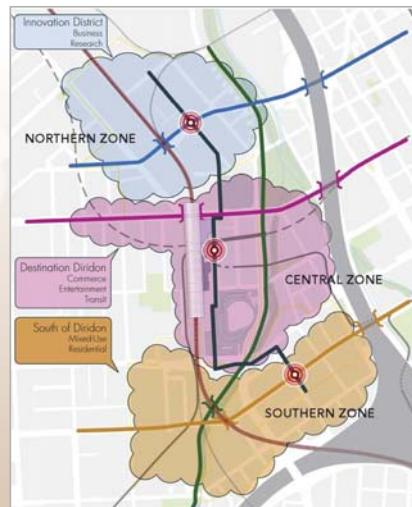 Innovation District
Business
Research
NORTHERN ZONE
Destination Diridon
Commerce
Entertainment
Transit
CENTRAL ZONE
South of Diridon
Mixed-Use
Residential
SOUTHERN ZONE